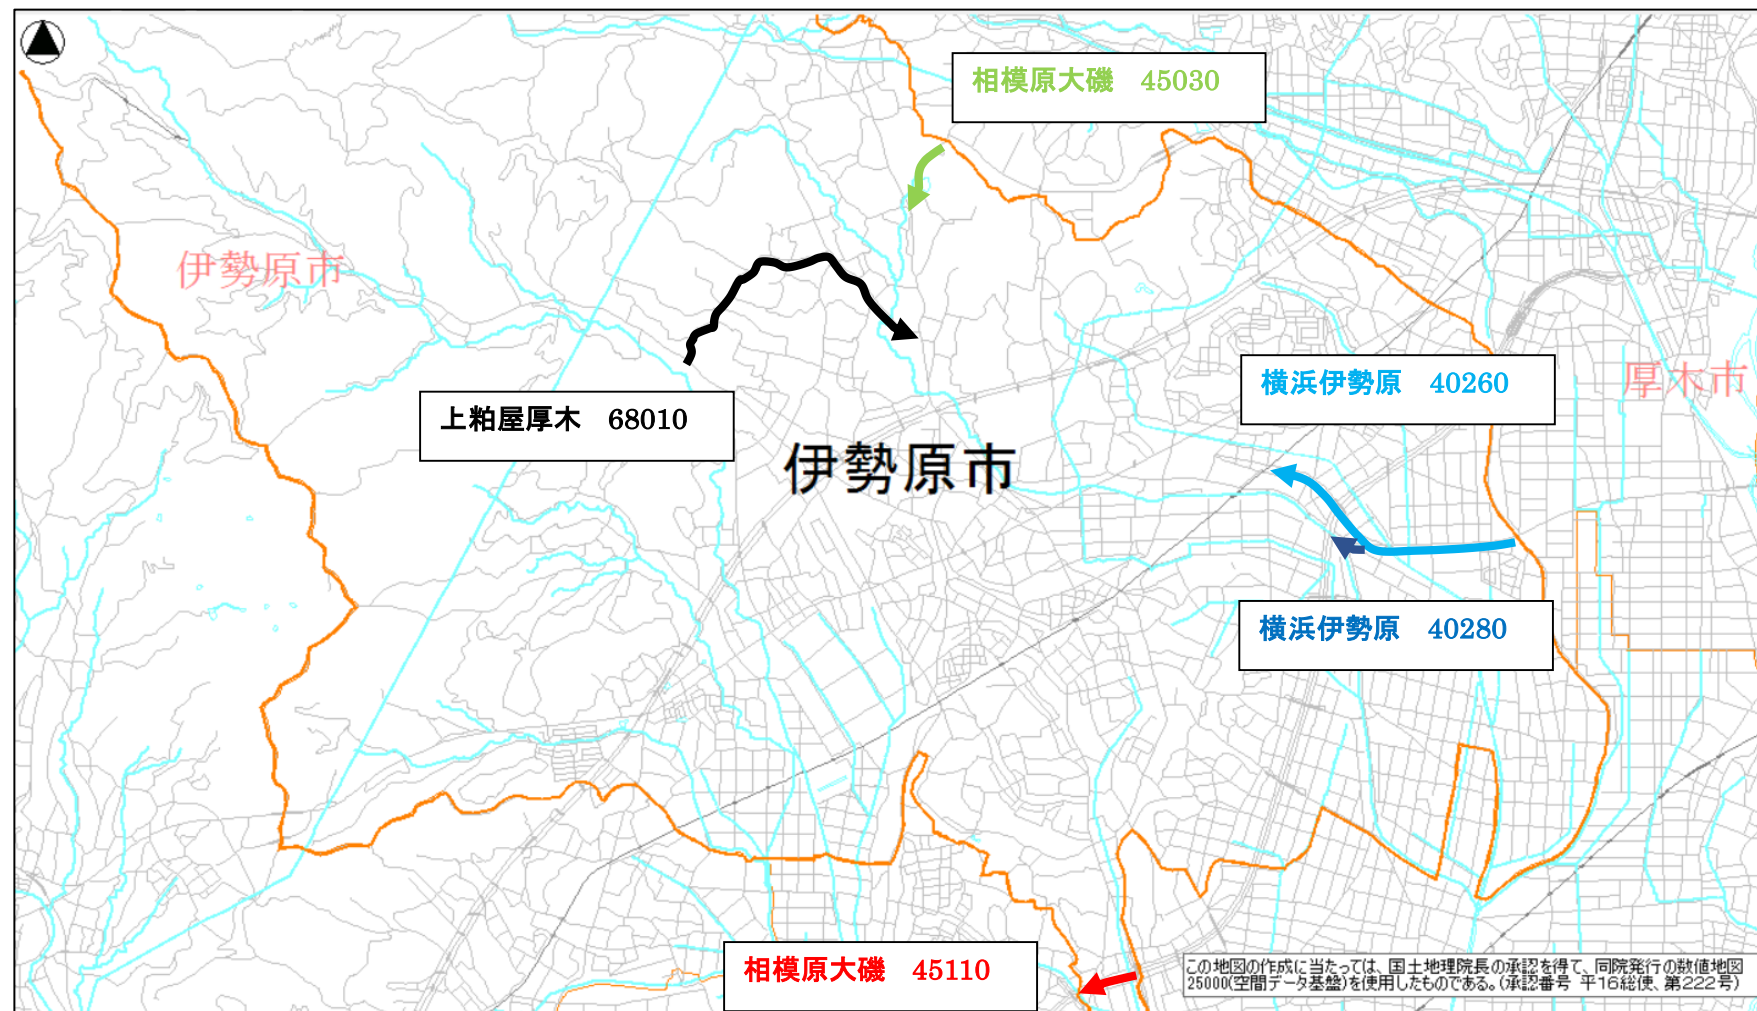 相模原大磯 45030
伊勢原市
横浜伊勢原 40260
厚木市
上粕屋厚木 68010
伊勢原市
横浜伊勢原 40280
相模原大磯 45110
この地図の作成に当たっては、国土地理院長の承認を得て、同院発行の数値地図
25000(空間データ基盤)を使用したものである。(承認番号 平16総使、第222号)